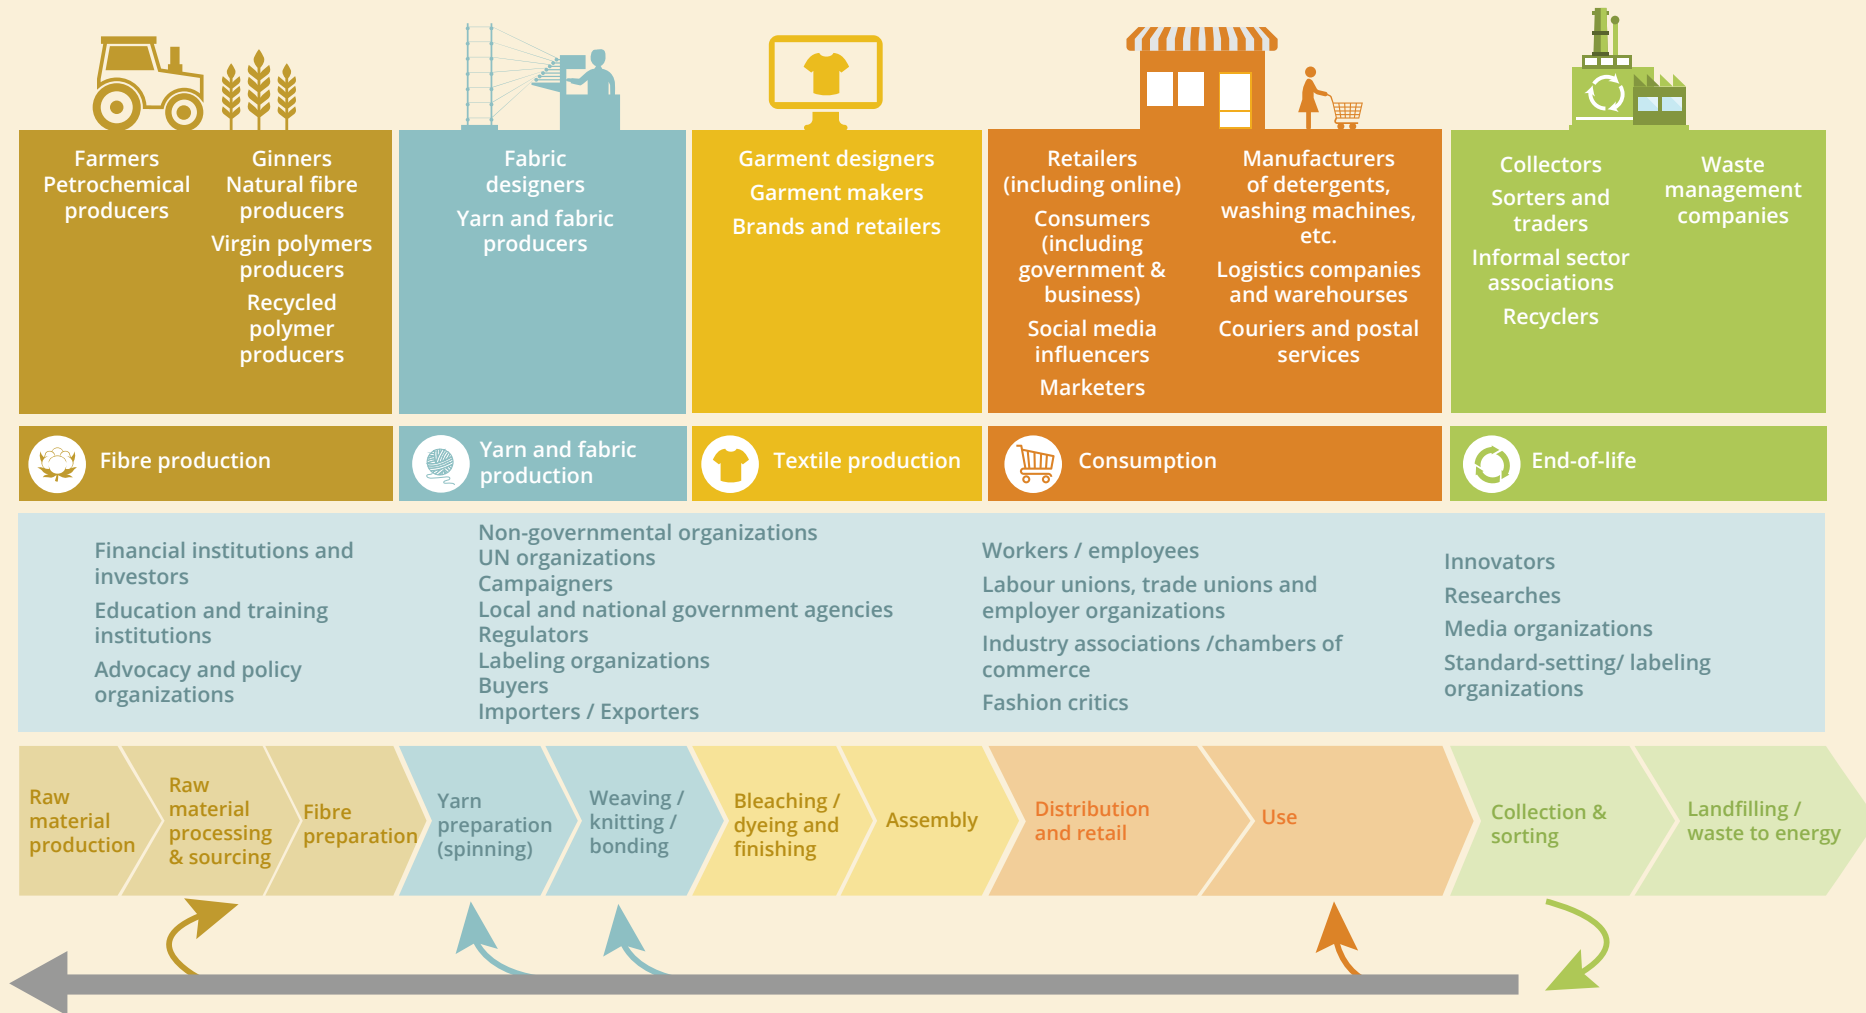 Farmers
Petrochemical
producers
Ginners
Natural fibre
producers
Virgin polymers
producers
Recycled
polymer
producers
Fabric
designers
Yarn and fabric
producers
Garment designers
Garment makers
Brands and retailers
Retailers
(including online)
Consumers
(including
government &
business)
Social media
influencers
Marketers
Manufacturers
of detergents,
washing machines,
etc.
Logistics companies
and warehourses
Couriers and postal
services
Collectors
Sorters and
traders
Informal sector
associations
Recyclers
Waste
management
companies
Fibre production
Yarn and fabric
production
Textile production
Consumption
End-of-life
Financial institutions and
investors
Education and training
institutions
Advocacy and policy
organizations
Non-governmental organizations
UN organizations
Campaigners
Local and national government agencies
Regulators
Labeling organizations
Buyers
Importers / Exporters
Workers / employees
Labour unions, trade unions and
employer organizations
Industry associations /chambers of
commerce
Fashion critics
Innovators
Researches
Media organizations
Standard-setting/ labeling
organizations
Raw
material
production
Raw
material
processing
& sourcing
Fibre
preparation
Yarn
preparation
(spinning)
Weaving /
knitting /
bonding
Bleaching /
dyeing and
finishing
Assembly
Distribution
and retail
Use
Collection &
sorting
Landfilling /
waste to energy